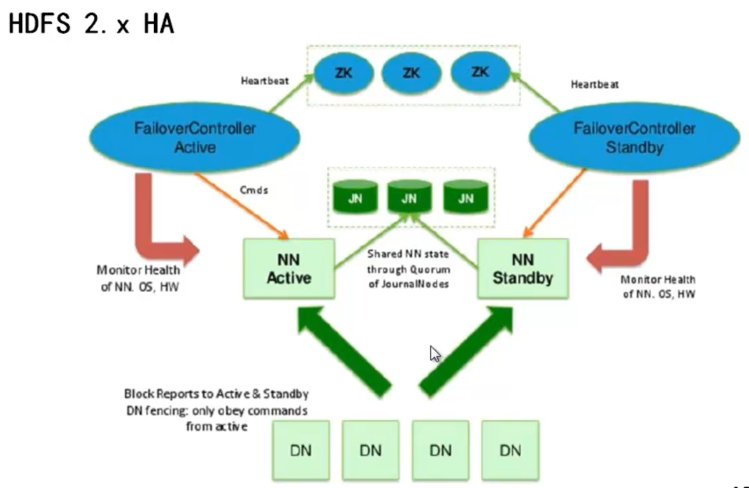 HDFS 2.x HA
ZK
ZK
ZK
Heartbeat
Heartbeat
FailoverController
Active
FailoverController
Standby
Cmds
JN
JN
JN
NN
Active
Shared NN state
through Quorum
of JournalNodes
NN
Standby
Monitor Health
of NN. OS, HW
Monitor Health
of NN. OS, HW
Block Reports to Active & Standby
DN fencing: only obey commands
from active
DN
DN
DN
DN